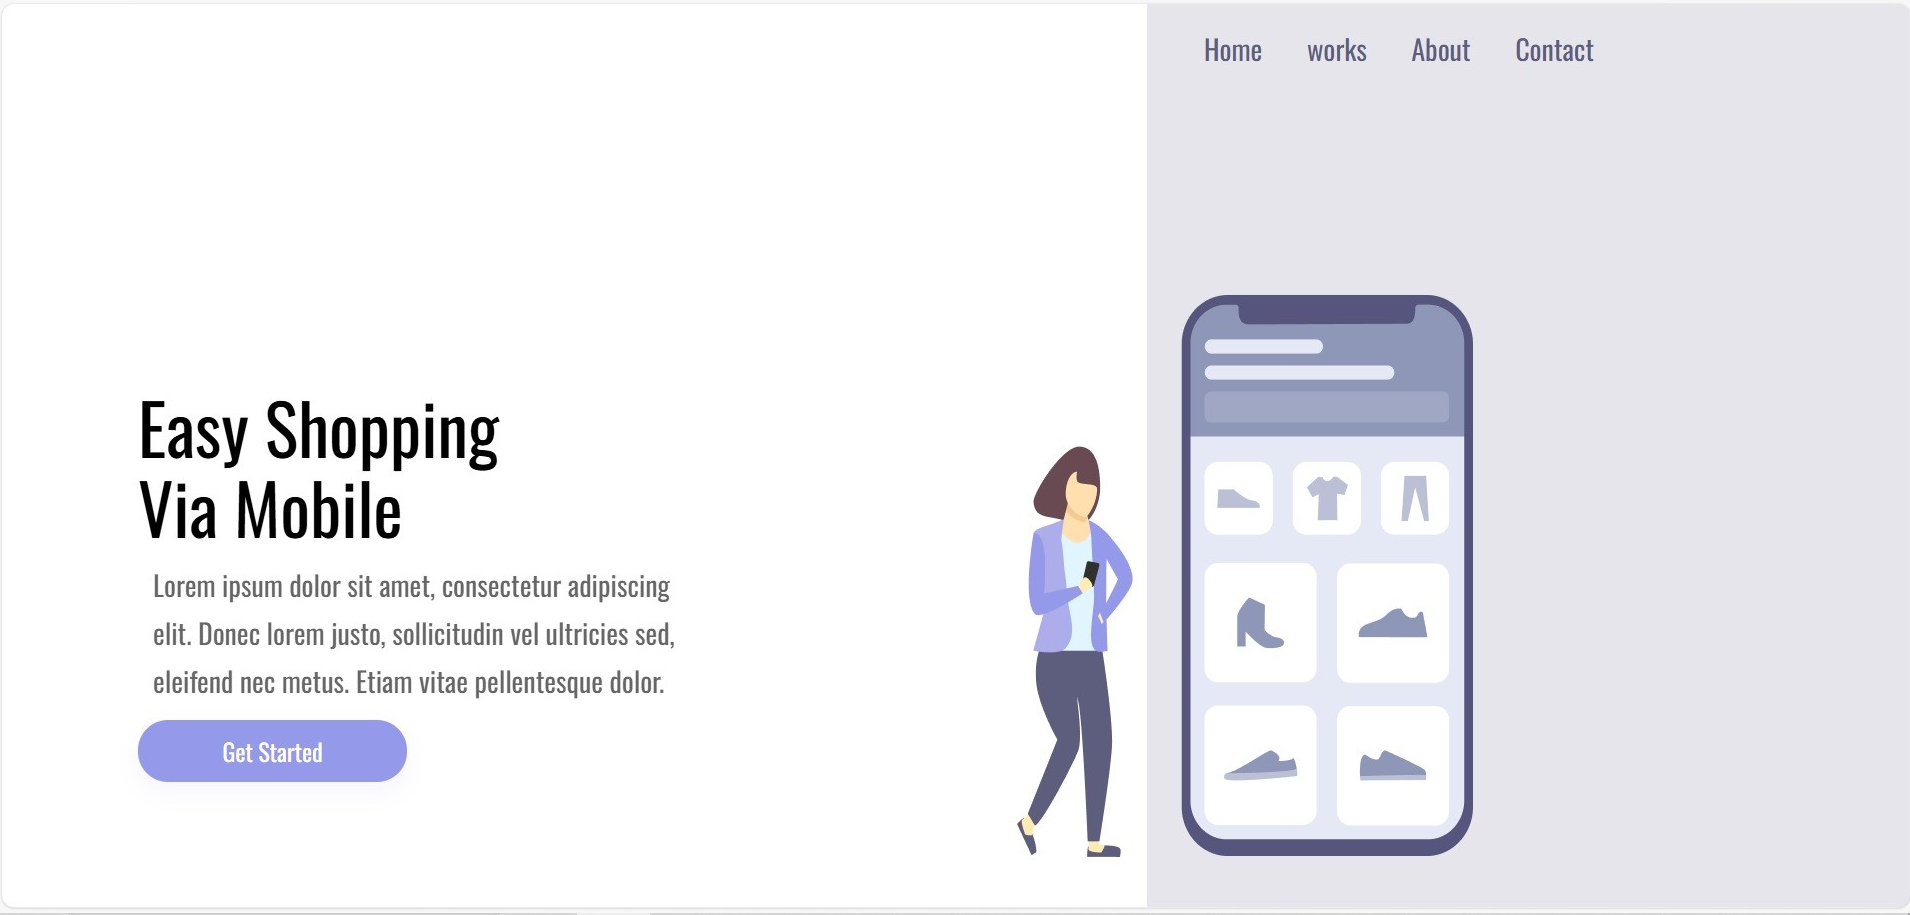 Home works About Contact
Easy Shopping
Via Mobile
Lorem ipsum dolor sit amet, consectetur adipiscing
elit. Donec lorem justo, sollicitudin vel ultricies sed,
eleifend nec metus. Etiam vitae pellentesque dolor.
Get Started